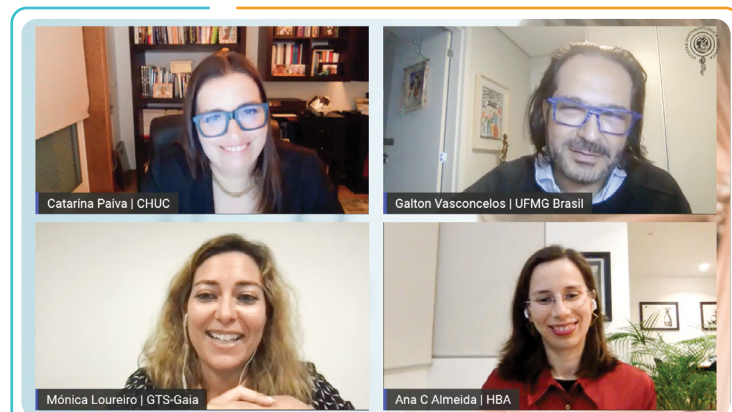 Catarina Paiva | CHUC
Galton Vasconcelos | UFMG Brasil
Mónica Loureiro | GTS-Gaia
Ana C Almeida | HBA